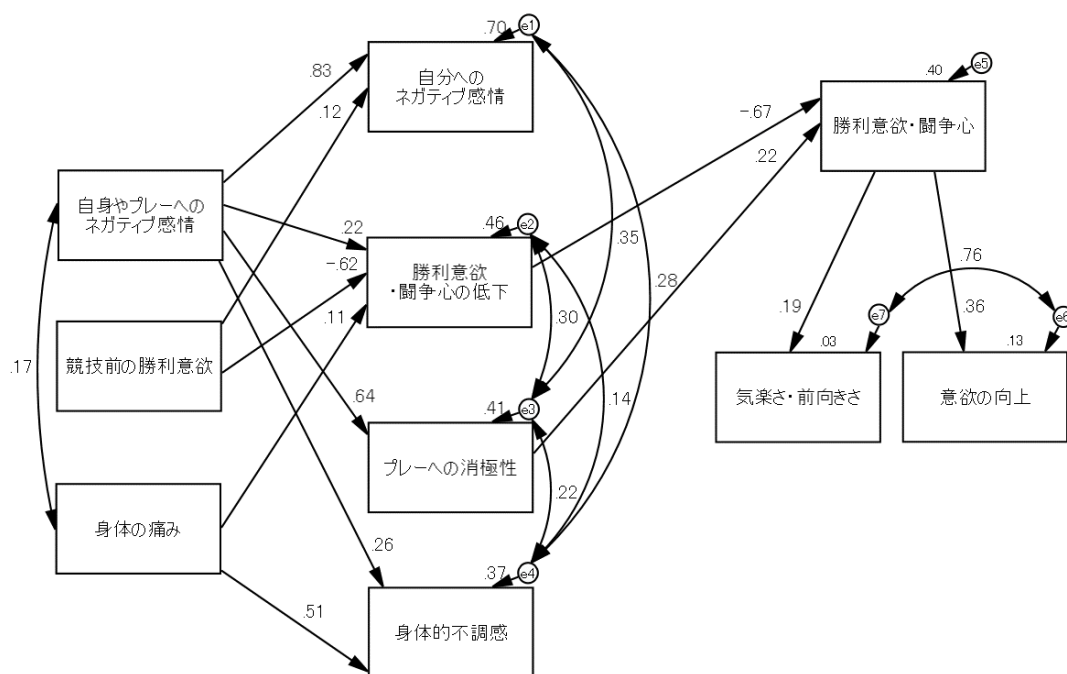 .70
e1
自分への
ネガティブ感情
.83
.12
.40
e5
勝利意欲・闘争心
-.67
.22
自身やプレーへの
ネガティブ感情
.22
-.62
.11
.46
e2
勝利意欲
・闘争心の低下
.35
.28
.30
.76
.19
.36
e7
e6
.03
.13
気楽さ・前向きさ
意欲の向上
競技前の勝利意欲
.17
.64
.41
e3
.14
プレーへの消極性
.22
身体の痛み
.26
.51
.37
e4
身体的不調感